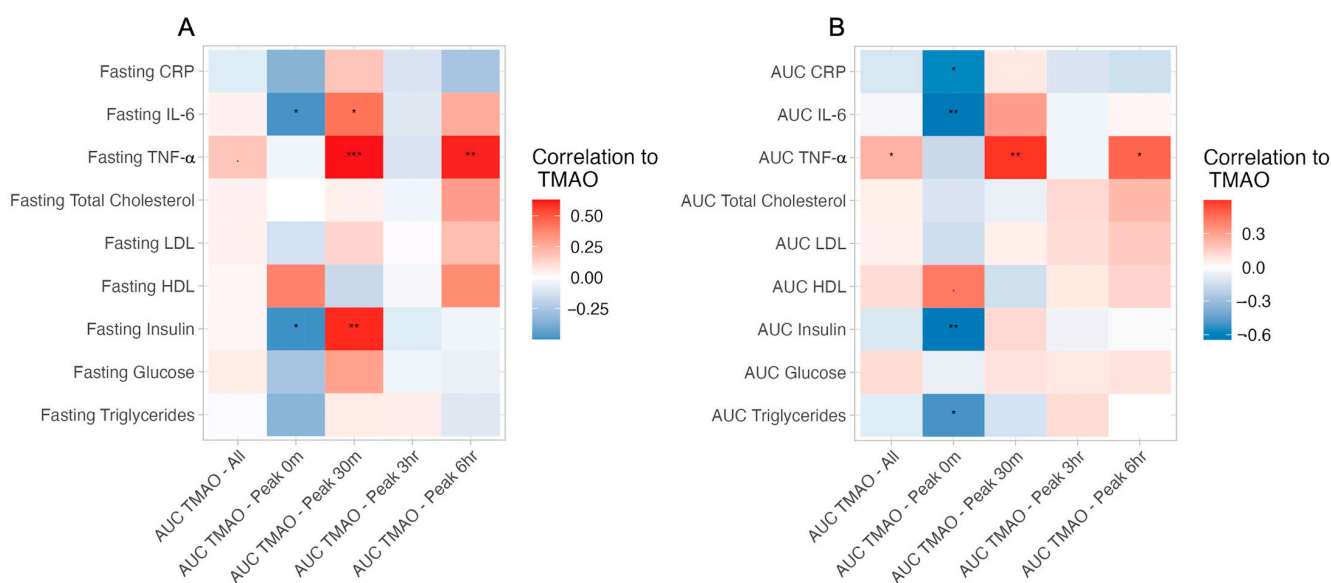 A
Fasting CRP
Fasting IL-6
* *
Fasting TNF-α
. *** **
Fasting Total Cholesterol
Fasting LDL
Fasting HDL
Fasting Insulin
* **
Fasting Glucose
Fasting Triglycerides
AUC TMAO - All
AUC TMAO - Peak 0m
AUC TMAO - Peak 30m
AUC TMAO - Peak 3hr
AUC TMAO - Peak 6hr
Correlation to
TMAO
0.50
0.25
0.00
−0.25
B
AUC CRP
*
AUC IL-6
**
AUC TNF-α
* ** *
AUC Total Cholesterol
AUC LDL
AUC HDL
.
AUC Insulin
**
AUC Glucose
AUC Triglycerides
*
AUC TMAO - All
AUC TMAO - Peak 0m
AUC TMAO - Peak 30m
AUC TMAO - Peak 3hr
AUC TMAO - Peak 6hr
Correlation to
TMAO
0.3
0.0
−0.3
−0.6